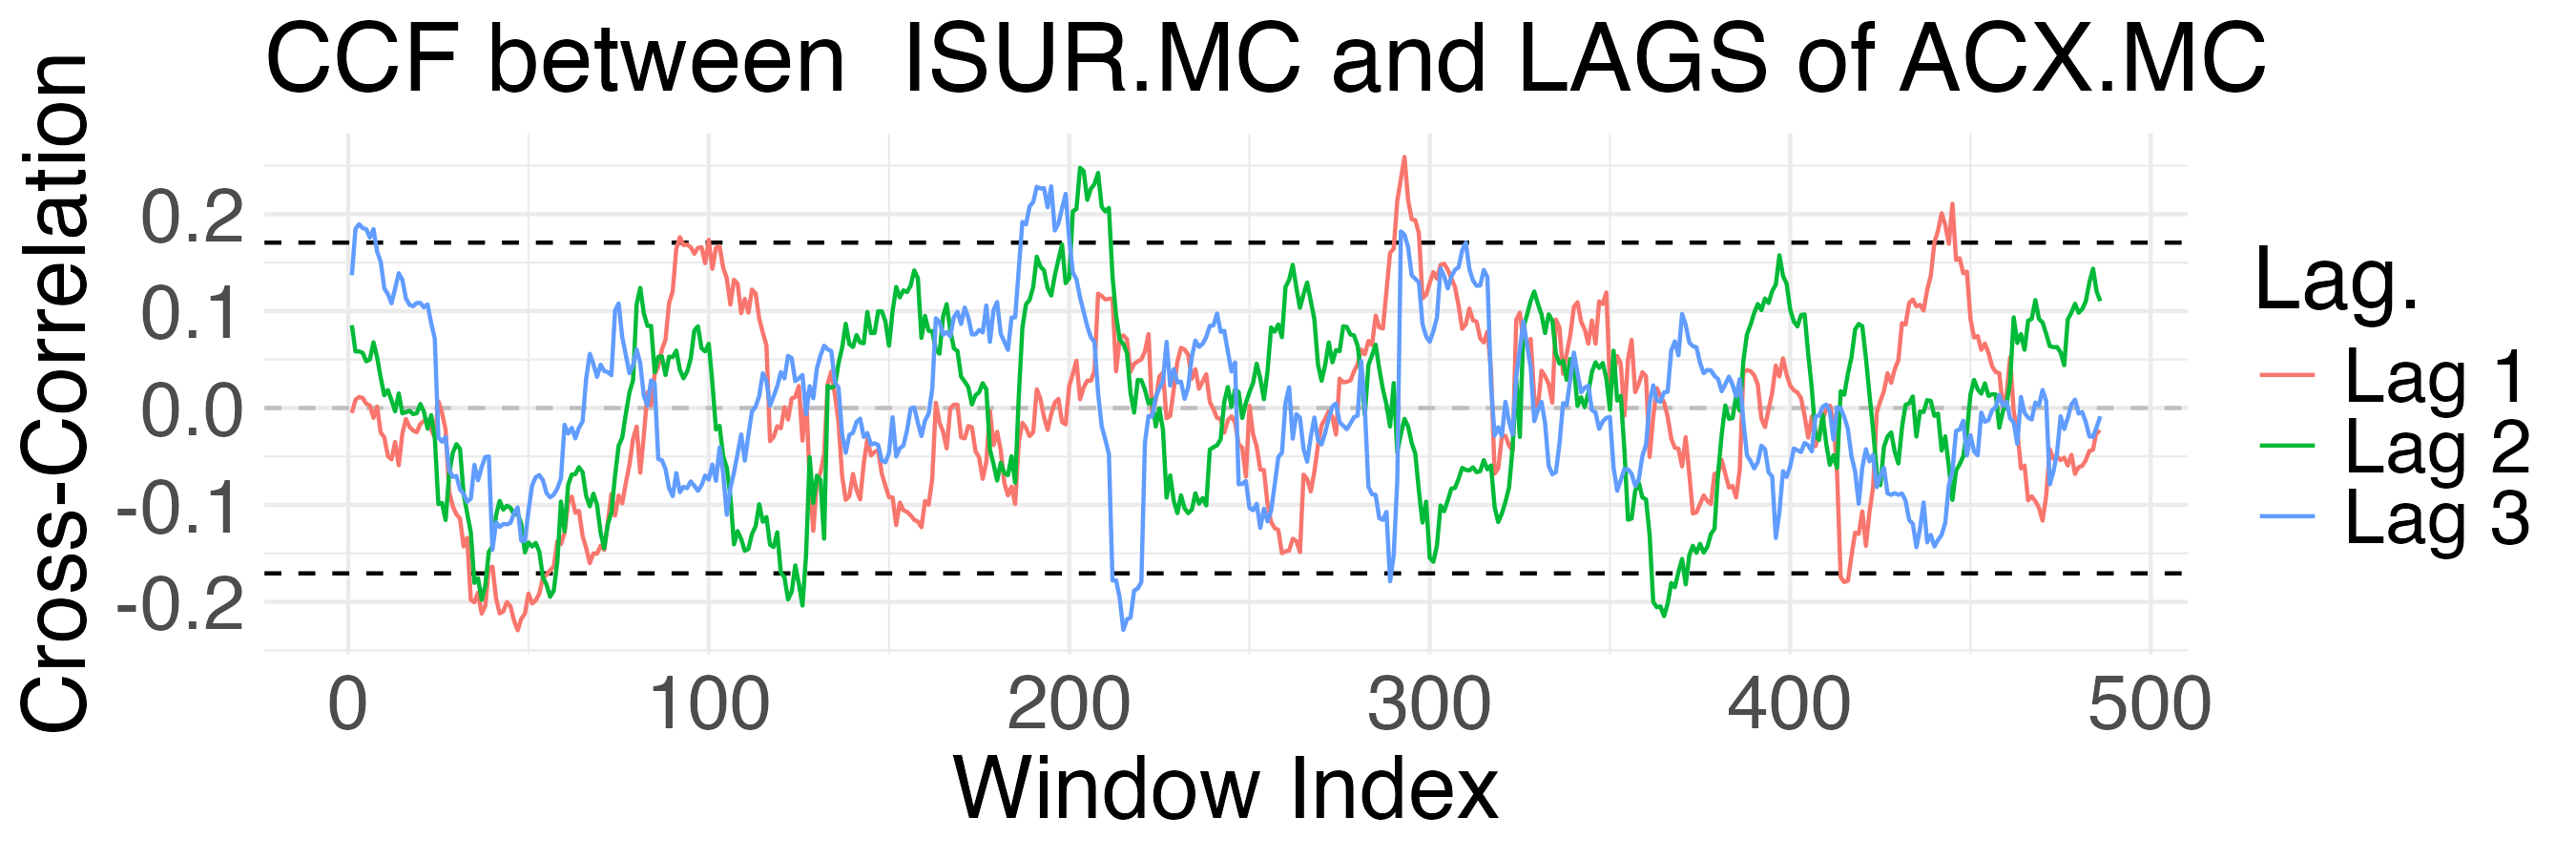 CCF between  ISUR.MC and LAGS of ACX.MC
Cross-Correlation
0.2
0.1
0.0
-0.1
-0.2
0 100 200 300 400 500
Window Index
Lag.
Lag 1
Lag 2
Lag 3